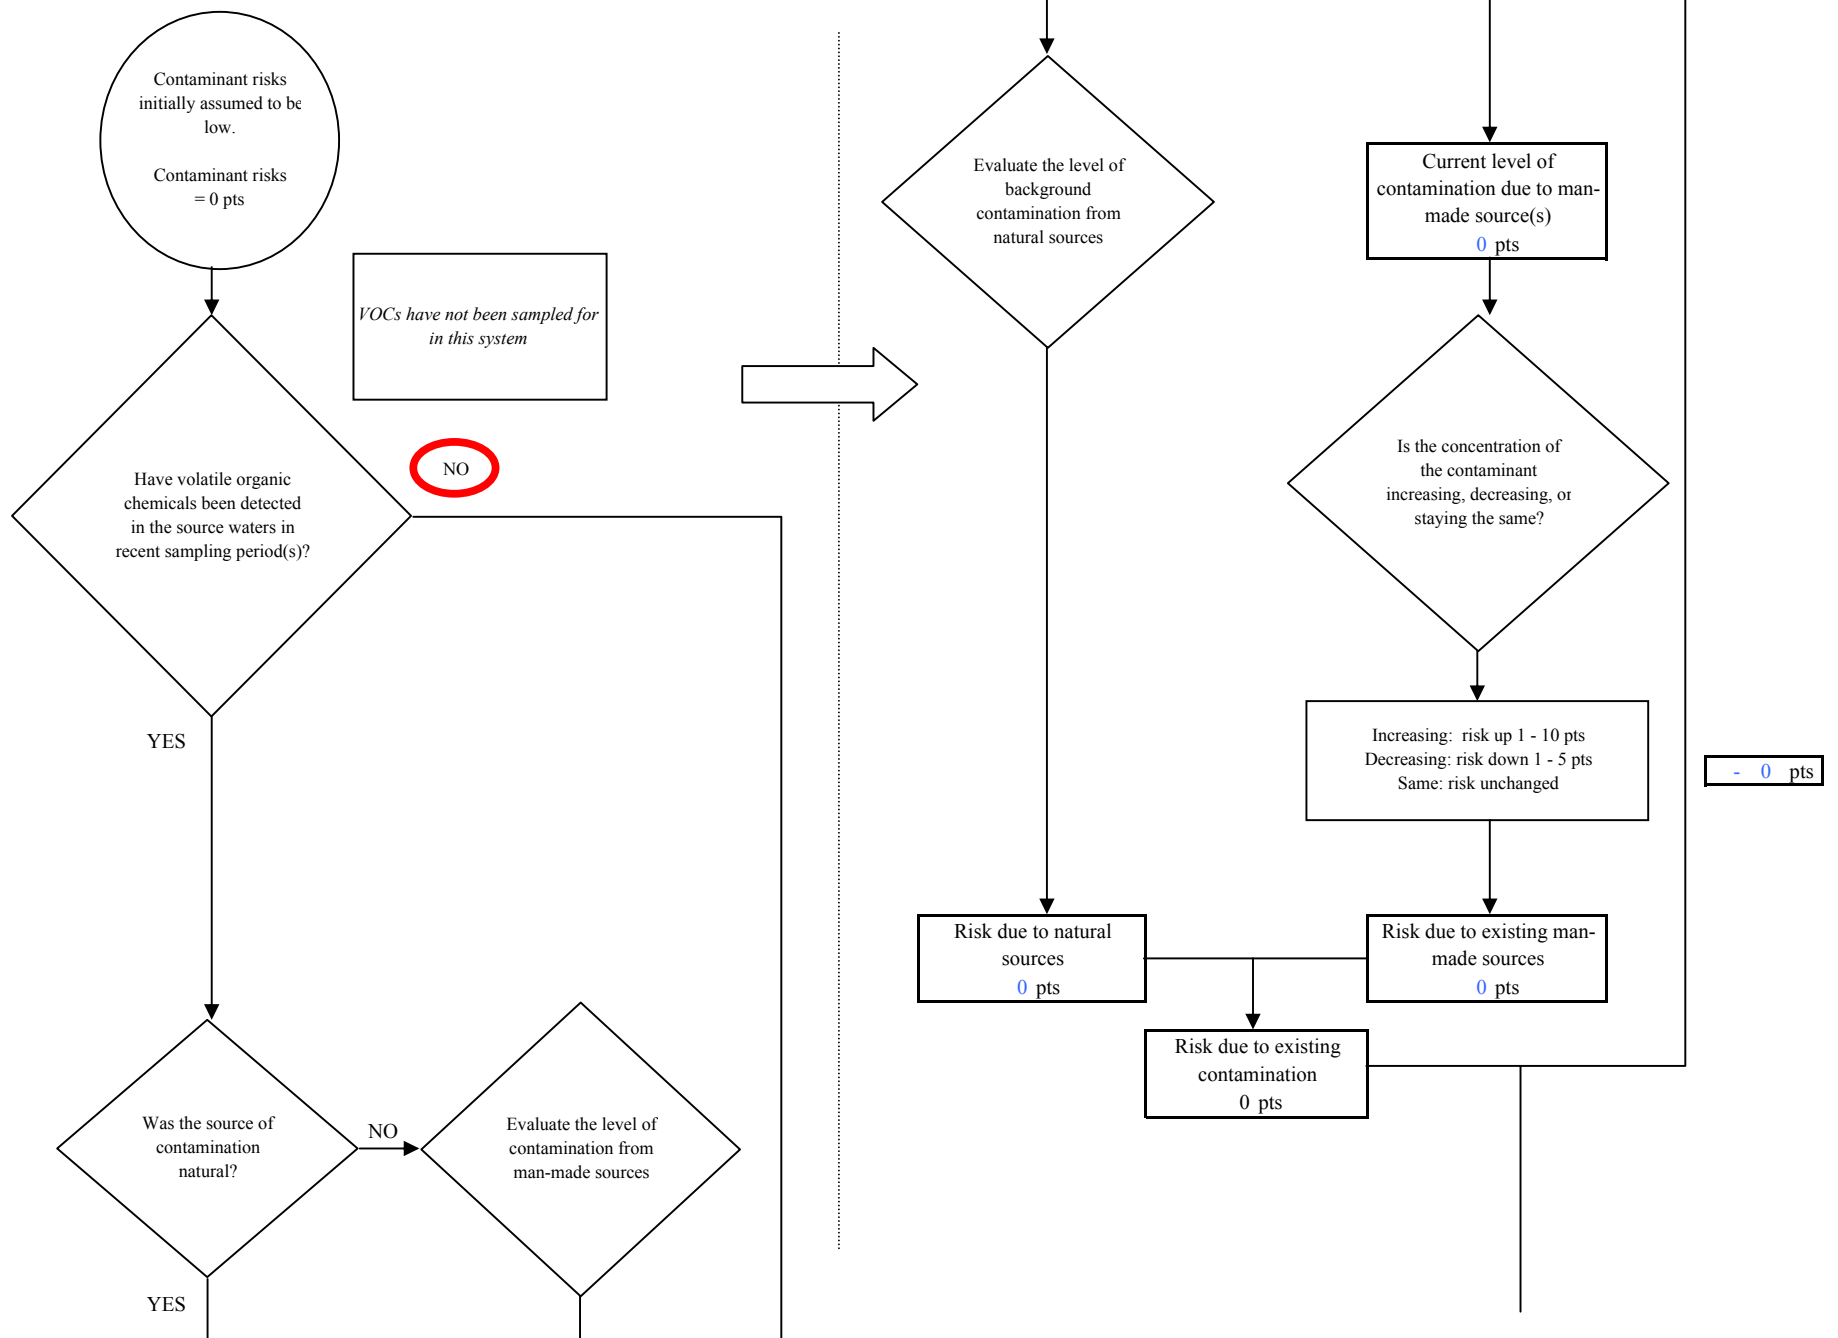 Contaminant risks
initially assumed to be
low.
Contaminant risks
= 0 pts
VOCs have not been sampled for
in this system
NO
Have volatile organic
chemicals been detected
in the source waters in
recent sampling period(s)?
YES
Was the source of
contamination
natural?
NO
Evaluate the level of
contamination from
man-made sources
YES
Evaluate the level of
background
contamination from
natural sources
Current level of
contamination due to man-
made source(s)
0 pts
Is the concentration of
the contaminant
increasing, decreasing, or
staying the same?
Increasing: risk up 1 - 10 pts
Decreasing: risk down 1 - 5 pts
Same: risk unchanged
- 0 pts
Risk due to natural
sources
0 pts
Risk due to existing man-
made sources
0 pts
Risk due to existing
contamination
0 pts